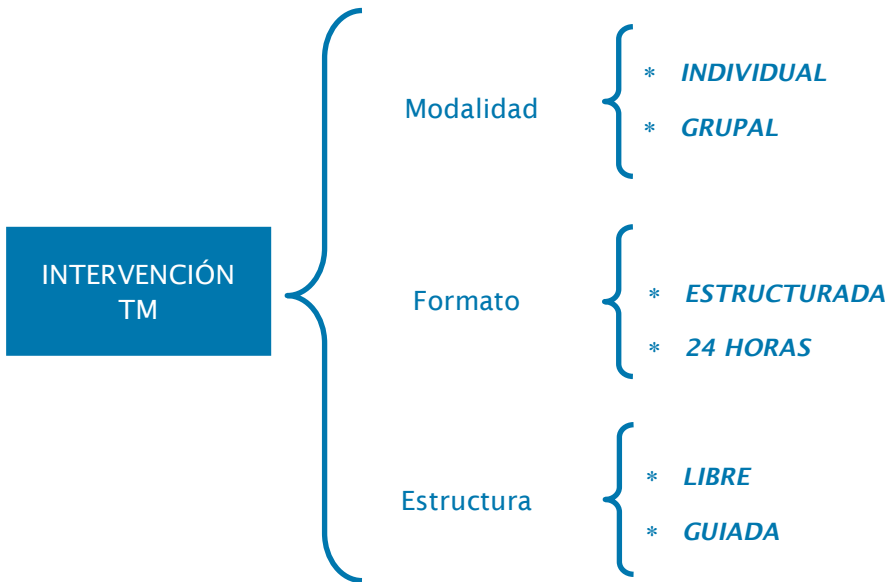 INTERVENCIÓN
TM
Modalidad
* INDIVIDUAL
* GRUPAL
Formato
* ESTRUCTURADA
* 24 HORAS
Estructura
* LIBRE
* GUIADA